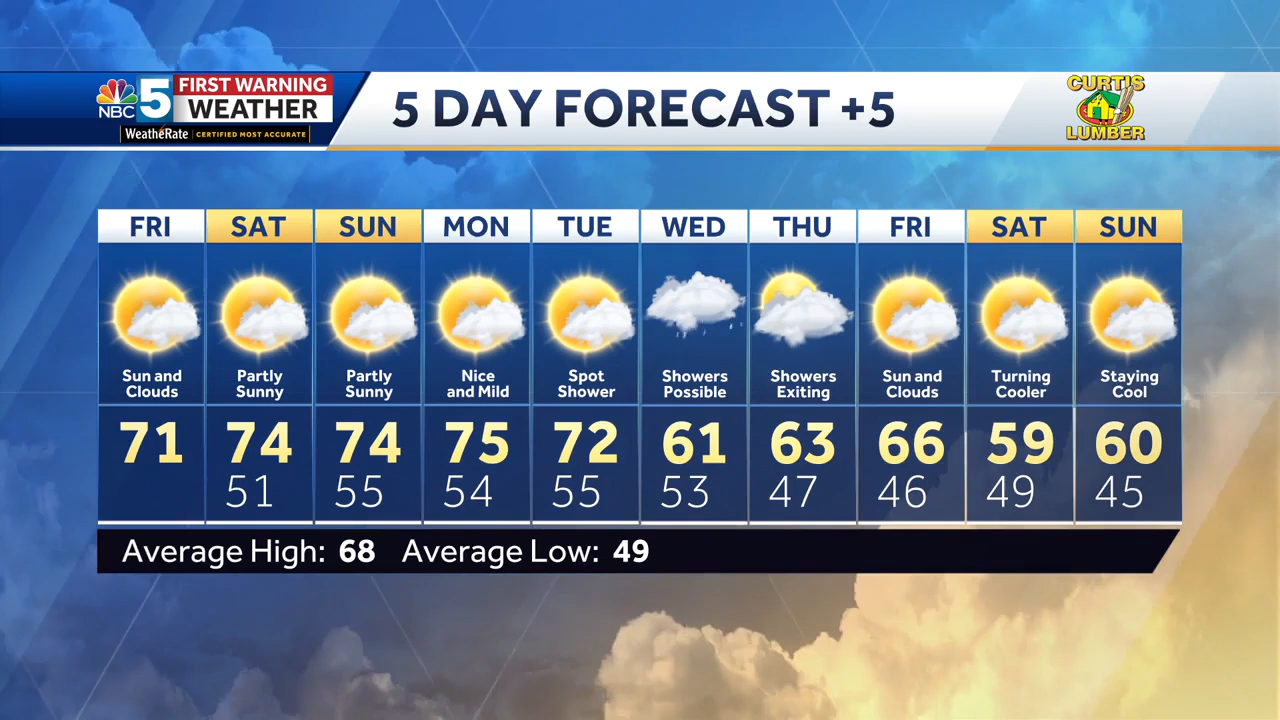 NBC 5 FIRST WARNING
WEATHER
WeatheRate | CERTIFIED MOST ACCURATE
5 DAY FORECAST +5
CURTIS
LUMBER
FRI SAT SUN MON TUE WED THU FRI SAT SUN
Sun and Partly Partly Nice Spot Showers Showers Sun and Turning Staying
Clouds Sunny Sunny and Mild Shower Possible Exiting Clouds Cooler Cool
71 74 74 75 72 61 63 66 59 60
51 55 54 55 53 47 46 49 45
Average High: 68 Average Low: 49